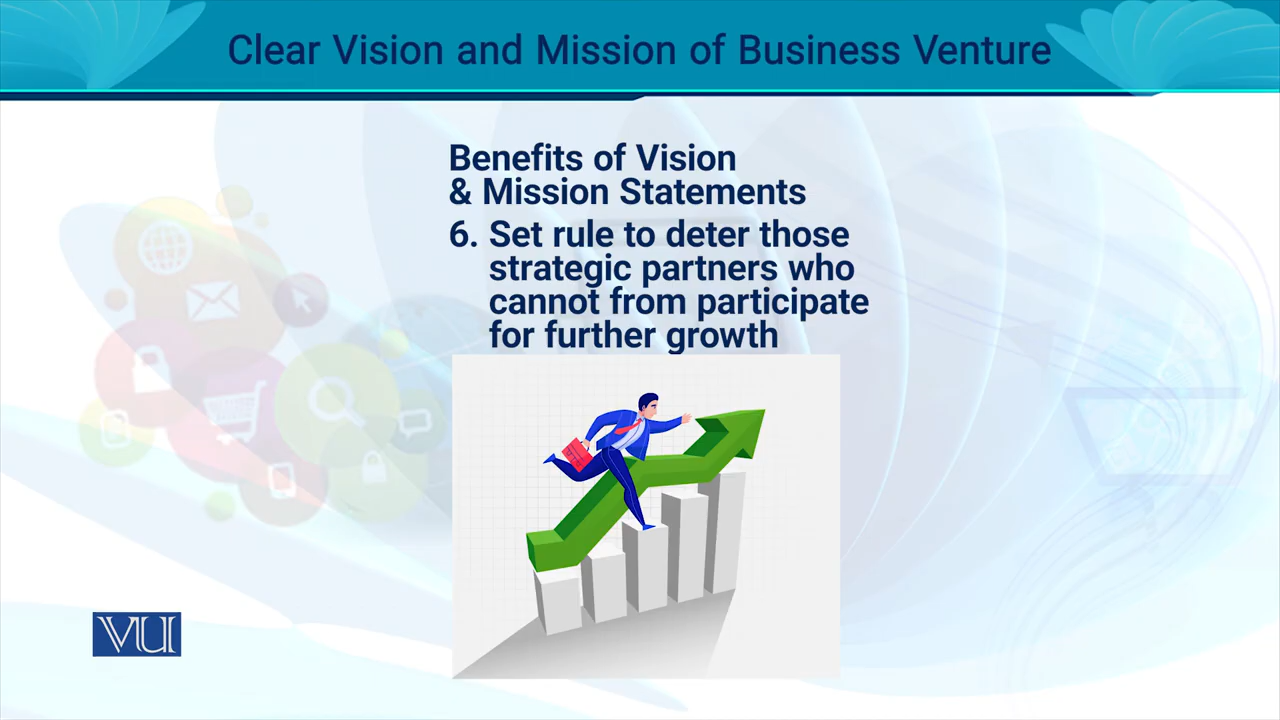 Clear Vision and Mission of Business Venture
Benefits of Vision
& Mission Statements
6. Set rule to deter those
strategic partners who
cannot from participate
for further growth
VU